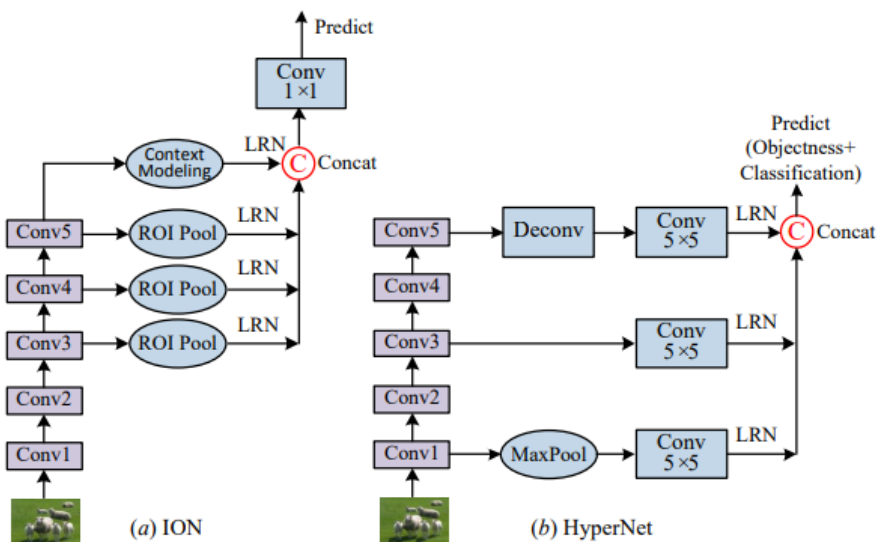 Predict
Conv
1×1
LRN
Context
Modeling
C
Concat
Conv5
ROI Pool
LRN
Conv4
ROI Pool
LRN
Conv3
ROI Pool
LRN
Conv2
Conv1
(a) ION
Predict
(Objectness+
Classification)
Conv5
Deconv
Conv
5×5
LRN
C
Concat
Conv4
Conv3
Conv
5×5
LRN
Conv2
Conv1
MaxPool
Conv
5×5
LRN
(b) HyperNet